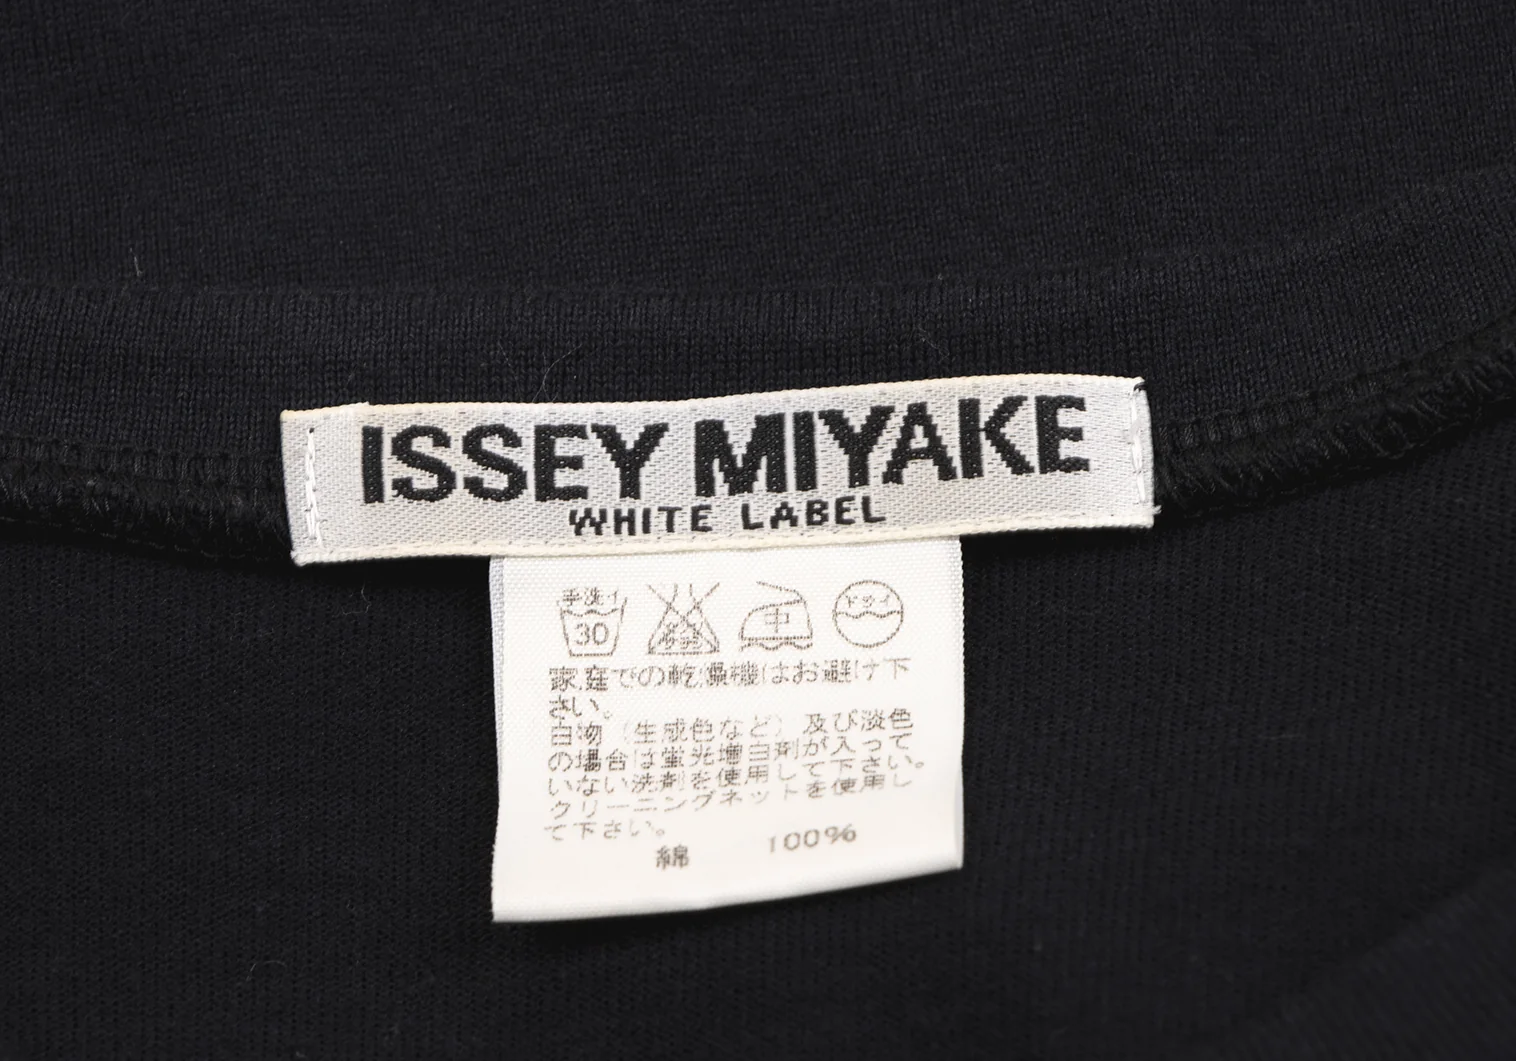 ISSEY MIYAKE
WHITE LABEL
手洗イ
30
中
ドライ
家庭での乾燥機はお避け下
さい。
白物（生成色など）及び淡色
の場合は蛍光増白剤が入って
いない洗剤を使用して下さい。
クリーニングネットを使用し
て下さい。
綿 100%